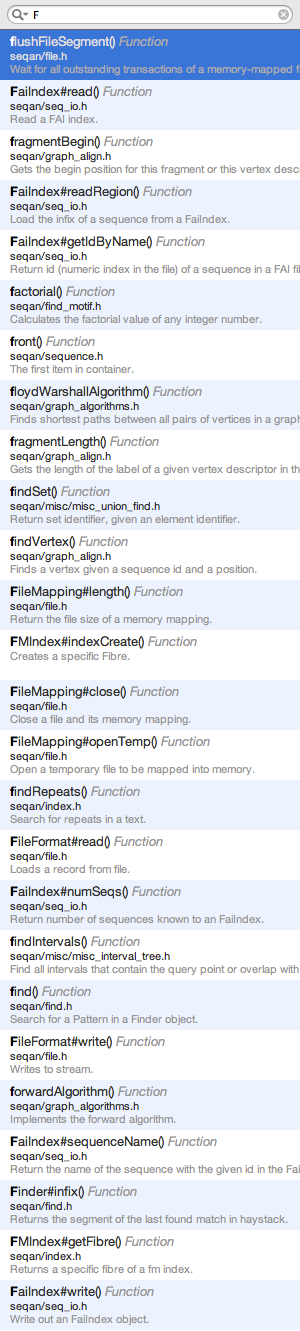 F
flushFileSegment() Function
seqan/file.h
Wait for all outstanding transactions of a memory-mapped f
FaiIndex#read() Function
seqan/seq_io.h
Read a FAI index.
fragmentBegin() Function
seqan/graph_align.h
Gets the begin position for this fragment or this vertex desc
FaiIndex#readRegion() Function
seqan/seq_io.h
Load the infix of a sequence from a FaiIndex.
FaiIndex#getIdByName() Function
seqan/seq_io.h
Return id (numeric index in the file) of a sequence in a FAI fil
factorial() Function
seqan/find_motif.h
Calculates the factorial value of any integer number.
front() Function
seqan/sequence.h
The first item in container.
floydWarshallAlgorithm() Function
seqan/graph_algorithms.h
Finds shortest paths between all pairs of vertices in a graph
fragmentLength() Function
seqan/graph_align.h
Gets the length of the label of a given vertex descriptor in th
findSet() Function
seqan/misc/misc_union_find.h
Return set identifier, given an element identifier.
findVertex() Function
seqan/graph_align.h
Finds a vertex given a sequence id and a position.
FileMapping#length() Function
seqan/file.h
Return the file size of a memory mapping.
FMIndex#indexCreate() Function
Creates a specific Fibre.
FileMapping#close() Function
seqan/file.h
Close a file and its memory mapping.
FileMapping#openTemp() Function
seqan/file.h
Open a temporary file to be mapped into memory.
findRepeats() Function
seqan/index.h
Search for repeats in a text.
FileFormat#read() Function
seqan/file.h
Loads a record from file.
FaiIndex#numSeqs() Function
seqan/seq_io.h
Return number of sequences known to an FaiIndex.
findIntervals() Function
seqan/misc/misc_interval_tree.h
Find all intervals that contain the query point or overlap with
find() Function
seqan/find.h
Search for a Pattern in a Finder object.
FileFormat#write() Function
seqan/file.h
Writes to stream.
forwardAlgorithm() Function
seqan/graph_algorithms.h
Implements the forward algorithm.
FaiIndex#sequenceName() Function
seqan/seq_io.h
Return the name of the sequence with the given id in the Fai
Finder#infix() Function
seqan/find.h
Returns the segment of the last found match in haystack.
FMIndex#getFibre() Function
seqan/index.h
Returns a specific fibre of a fm index.
FaiIndex#write() Function
seqan/seq_io.h
Write out an FaiIndex object.